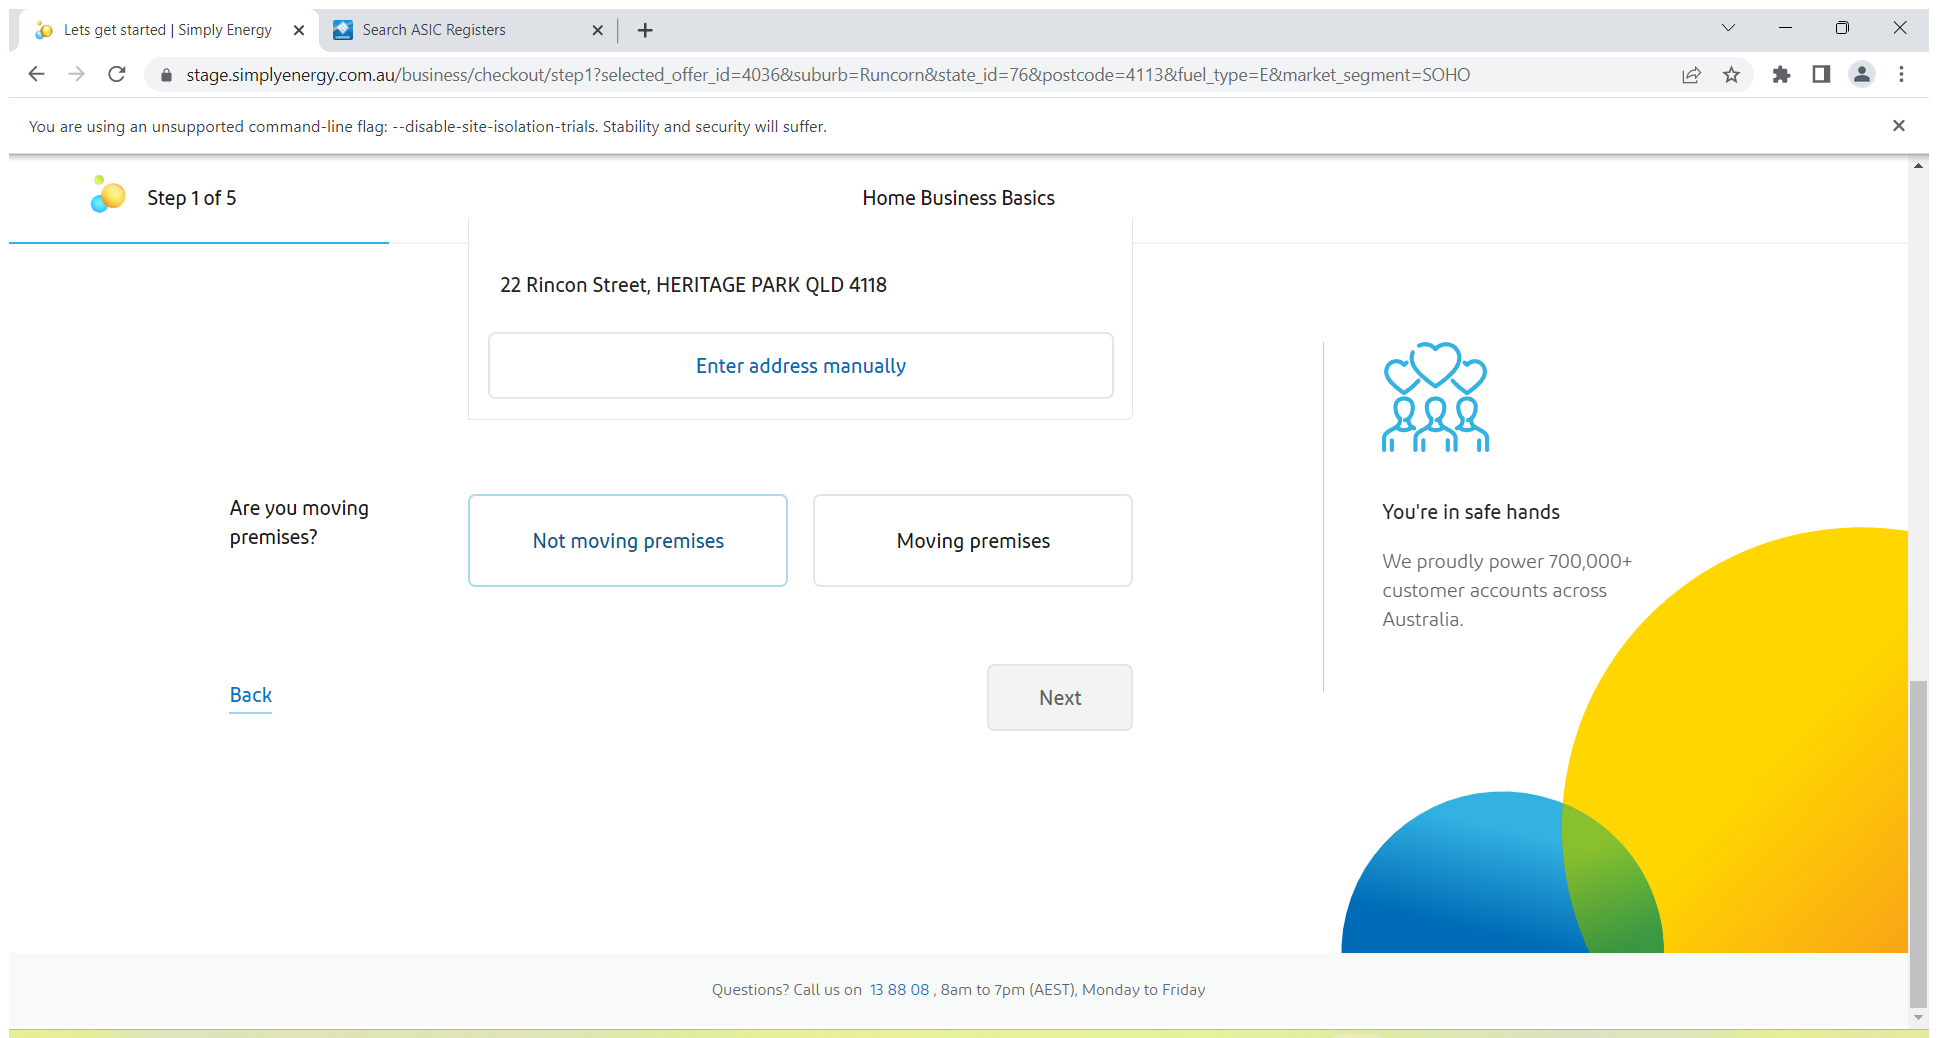 Lets get started | Simply Energy
Search ASIC Registers
stage.simplyenergy.com.au/business/checkout/step1?selected_offer_id=4036&suburb=Runcorn&state_id=76&postcode=4113&fuel_type=E&market_segment=SOHO
You are using an unsupported command-line flag: --disable-site-isolation-trials. Stability and security will suffer.
Step 1 of 5
Home Business Basics
22 Rincon Street, HERITAGE PARK QLD 4118
Enter address manually
Are you moving
premises?
Not moving premises
Moving premises
You're in safe hands
We proudly power 700,000+
customer accounts across
Australia.
Back
Next
Questions? Call us on 13 88 08 , 8am to 7pm (AEST), Monday to Friday